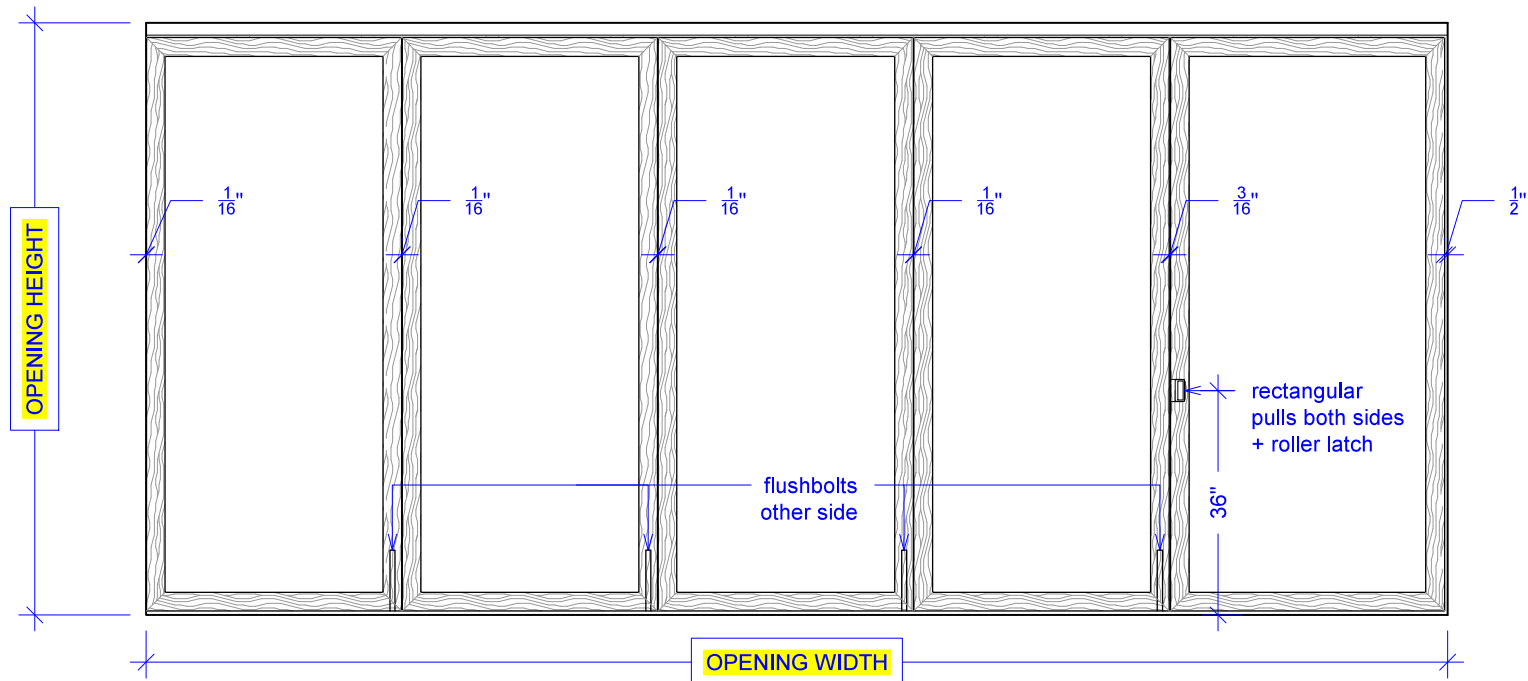 1/16"
1/16"
1/16"
1/16"
3/16"
1/2"
OPENING HEIGHT
rectangular
pulls both sides
+ roller latch
flushbolts
other side
36"
OPENING WIDTH